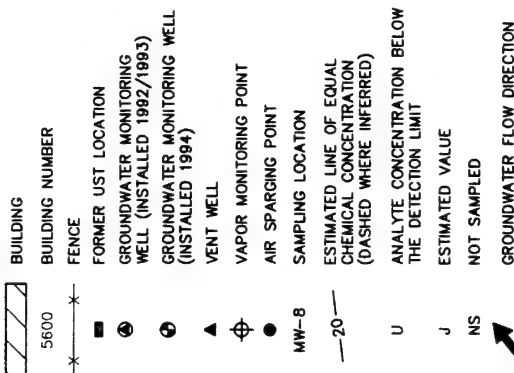 BUILDING
5600 BUILDING NUMBER
FENCE
FORMER UST LOCATION
GROUNDWATER MONITORING
WELL (INSTALLED 1992/1993)
GROUNDWATER MONITORING WELL
(INSTALLED 1994)
VENT WELL
VAPOR MONITORING POINT
AIR SPARGING POINT
MW-8 SAMPLING LOCATION
—20— ESTIMATED LINE OF EQUAL
CHEMICAL CONCENTRATION
(DASHED WHERE INFERRED)
U ANALYTE CONCENTRATION BELOW
THE DETECTION LIMIT
J ESTIMATED VALUE
NS NOT SAMPLED
GROUNDWATER FLOW DIRECTION